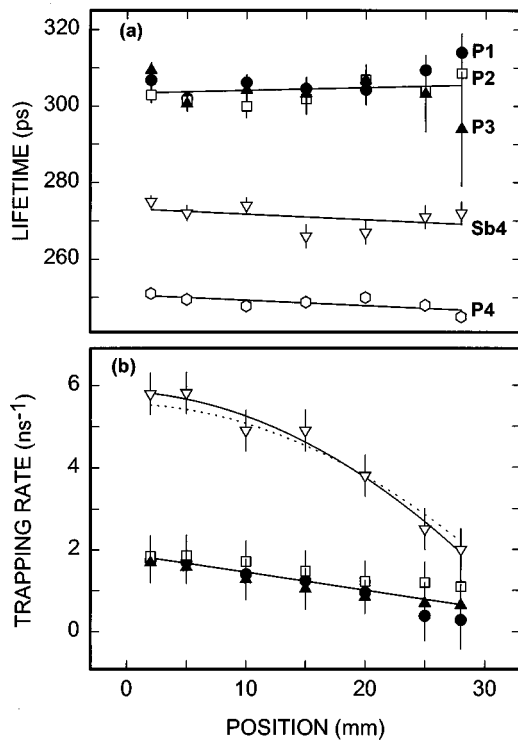 (a)
P1
P2
P3
Sb4
P4
320
300
280
260
LIFETIME (ps)
(b)
6
4
2
0
TRAPPING RATE (ns⁻¹)
0 10 20 30
POSITION (mm)